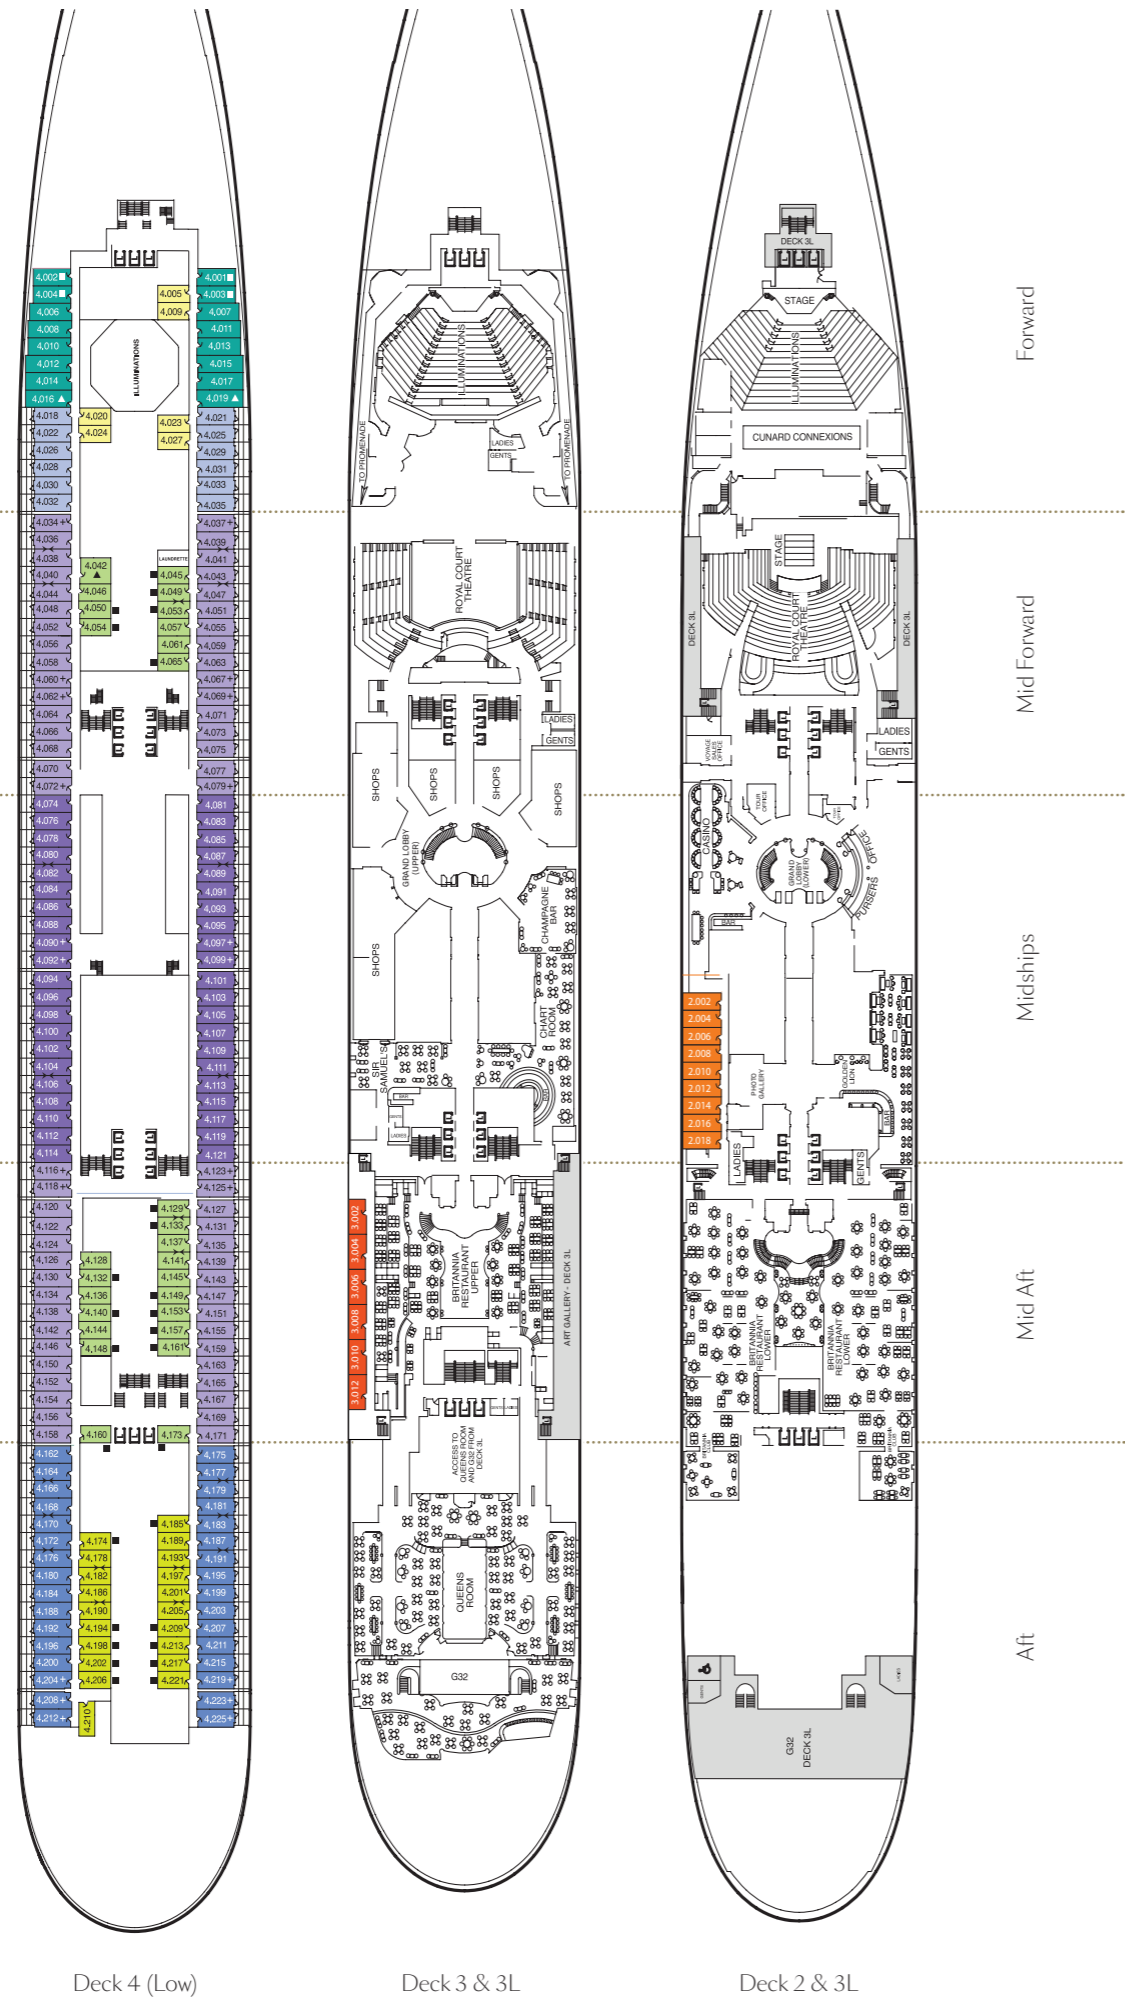 4.002
4.004
4.006
4.008
4.010
4.012
4.014
4.016
4.018
4.022
4.026
4.028
4.030
4.032
4.034+
4.036
4.038
4.040
4.044
4.048
4.052
4.056
4.058
4.060+
4.062+
4.064
4.066
4.068
4.070
4.072+
4.074
4.076
4.078
4.080
4.082
4.084
4.086
4.088
4.090+
4.092+
4.094
4.096
4.098
4.100
4.102
4.104
4.106
4.108
4.110
4.112
4.114
4.116+
4.118+
4.120
4.122
4.124
4.126
4.130
4.134
4.138
4.142
4.146
4.150
4.152
4.154
4.156
4.158
4.162
4.164
4.166
4.168
4.170
4.172
4.176
4.180
4.184
4.188
4.192
4.196
4.200
4.204+
4.208+
4.212+
4.020
4.024
4.042
4.046
4.050
4.054
4.128
4.132
4.136
4.140
4.144
4.148
4.160
4.174
4.178
4.182
4.186
4.190
4.194
4.198
4.202
4.206
4.210
ILLUMINATIONS
4.005
4.009
4.023
4.027
LAUNDRETTE
4.045
4.049
4.053
4.057
4.061
4.065
4.129
4.133
4.137
4.141
4.145
4.149
4.153
4.157
4.161
4.173
4.185
4.189
4.193
4.197
4.201
4.205
4.209
4.213
4.217
4.221
4.001
4.003
4.007
4.011
4.013
4.015
4.017
4.019
4.021
4.025
4.029
4.031
4.033
4.035
4.037+
4.039
4.041
4.043
4.047
4.051
4.055
4.059
4.063
4.067+
4.069+
4.071
4.073
4.075
4.077
4.079+
4.081
4.083
4.085
4.087
4.089
4.091
4.093
4.095
4.097+
4.099+
4.101
4.103
4.105
4.107
4.109
4.111
4.113
4.115
4.117
4.119
4.121
4.123+
4.125+
4.127
4.131
4.135
4.139
4.143
4.147
4.151
4.155
4.159
4.163
4.165
4.167
4.169
4.171
4.175
4.177
4.179
4.181
4.183
4.187
4.191
4.195
4.199
4.203
4.207
4.211
4.215
4.219+
4.223+
4.225+
Deck 4 (Low)
ILLUMINATIONS
TO PROMENADE
LADIES
GENTS
TO PROMENADE
ROYAL COURT
THEATRE
LADIES
GENTS
SHOPS
SHOPS
SHOPS
SHOPS
GRAND LOBBY
(UPPER)
CHAMPAGNE
BAR
SHOPS
CHART
ROOM
SIR
SAMUEL'S
BAR
GENTS
LADIES
BAR
3.002
3.004
3.006
3.008
3.010
3.012
BRITANNIA
RESTAURANT
UPPER
ART GALLERY - DECK 3L
GENTS
LADIES
ACCESS TO
QUEENS ROOM
AND G32 FROM
DECK 3L
QUEENS
ROOM
G32
Deck 3 & 3L
DECK 3L
STAGE
ILLUMINATIONS
CUNARD CONNEXIONS
STAGE
ROYAL COURT
THEATRE
DECK 3L
DECK 3L
VOYAGE
SALES
OFFICE
LADIES
GENTS
TOUR
OFFICE
CASINO
GRAND
LOBBY
(LOWER)
PURSERS OFFICE
BAR
2.002
2.004
2.006
2.008
2.010
2.012
2.014
2.016
2.018
PHOTO
GALLERY
GOLDEN
LION
BAR
LADIES
GENTS
BRITANNIA
RESTAURANT
LOWER
BRITANNIA
RESTAURANT
LOWER
BRITANNIA
CLUB
BRITANNIA
CLUB
GENTS
LADIES
G32
DECK 3L
Deck 2 & 3L
Forward
Mid Forward
Midships
Mid Aft
Aft